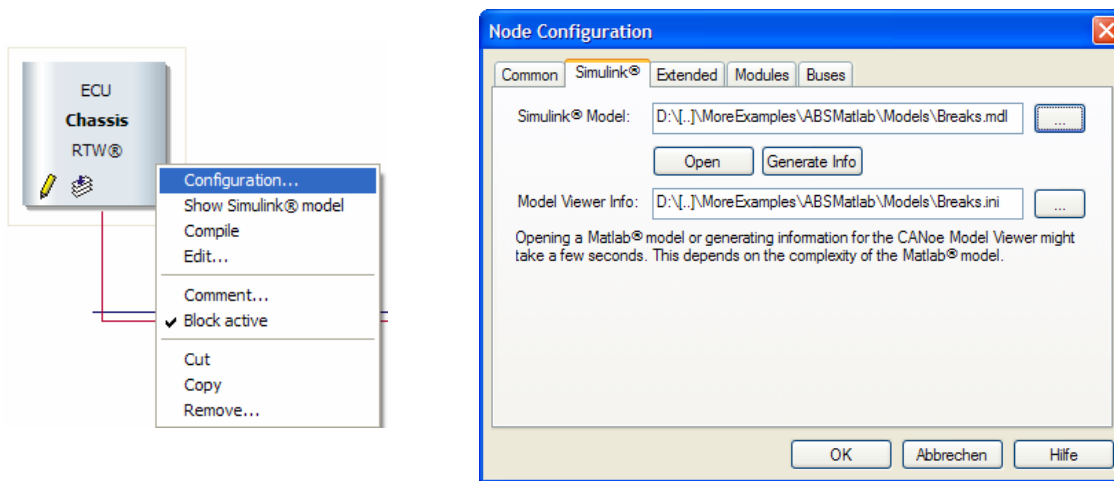 ECU
Chassis
RTW®
Configuration...
Show Simulink® model
Compile
Edit...
Comment...
Block active
Cut
Copy
Remove...
Node Configuration
Common Simulink® Extended Modules Buses
Simulink® Model: D:\[..]\MoreExamples\ABSMatlab\Models\Breaks.mdl ...
Open Generate Info
Model Viewer Info: D:\[..]\MoreExamples\ABSMatlab\Models\Breaks.ini ...
Opening a Matlab® model or generating information for the CANoe Model Viewer might
take a few seconds. This depends on the complexity of the Matlab® model.
OK Abbrechen Hilfe